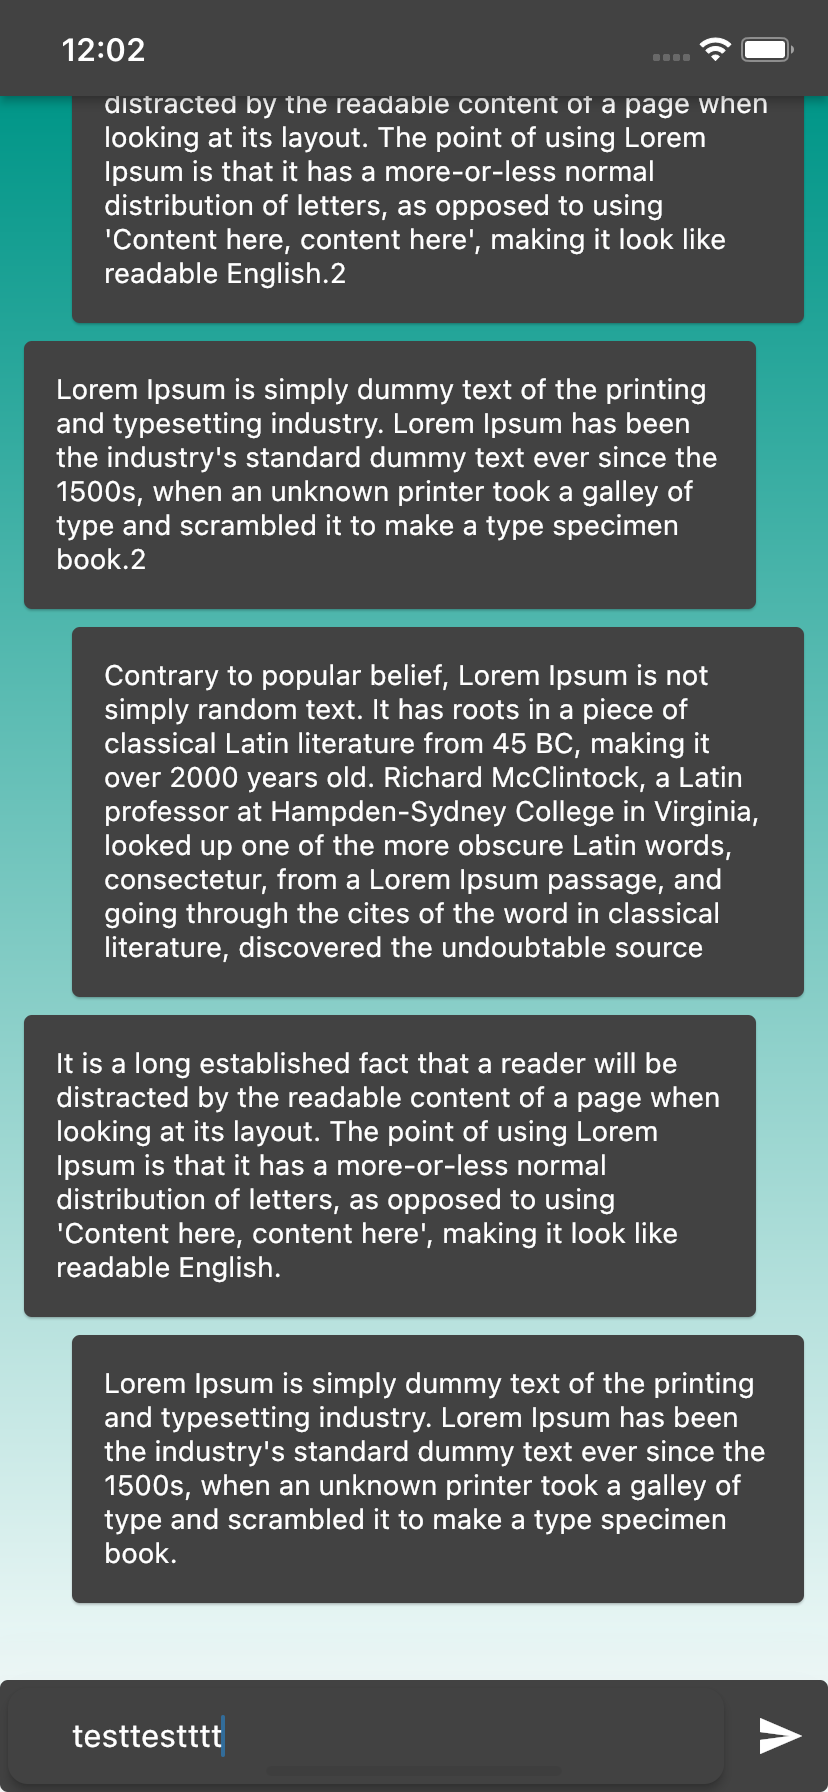 12:02
distracted by the readable content of a page when
looking at its layout. The point of using Lorem
Ipsum is that it has a more-or-less normal
distribution of letters, as opposed to using
'Content here, content here', making it look like
readable English.2
Lorem Ipsum is simply dummy text of the printing
and typesetting industry. Lorem Ipsum has been
the industry's standard dummy text ever since the
1500s, when an unknown printer took a galley of
type and scrambled it to make a type specimen
book.2
Contrary to popular belief, Lorem Ipsum is not
simply random text. It has roots in a piece of
classical Latin literature from 45 BC, making it
over 2000 years old. Richard McClintock, a Latin
professor at Hampden-Sydney College in Virginia,
looked up one of the more obscure Latin words,
consectetur, from a Lorem Ipsum passage, and
going through the cites of the word in classical
literature, discovered the undoubtable source
It is a long established fact that a reader will be
distracted by the readable content of a page when
looking at its layout. The point of using Lorem
Ipsum is that it has a more-or-less normal
distribution of letters, as opposed to using
'Content here, content here', making it look like
readable English.
Lorem Ipsum is simply dummy text of the printing
and typesetting industry. Lorem Ipsum has been
the industry's standard dummy text ever since the
1500s, when an unknown printer took a galley of
type and scrambled it to make a type specimen
book.
testtestttt